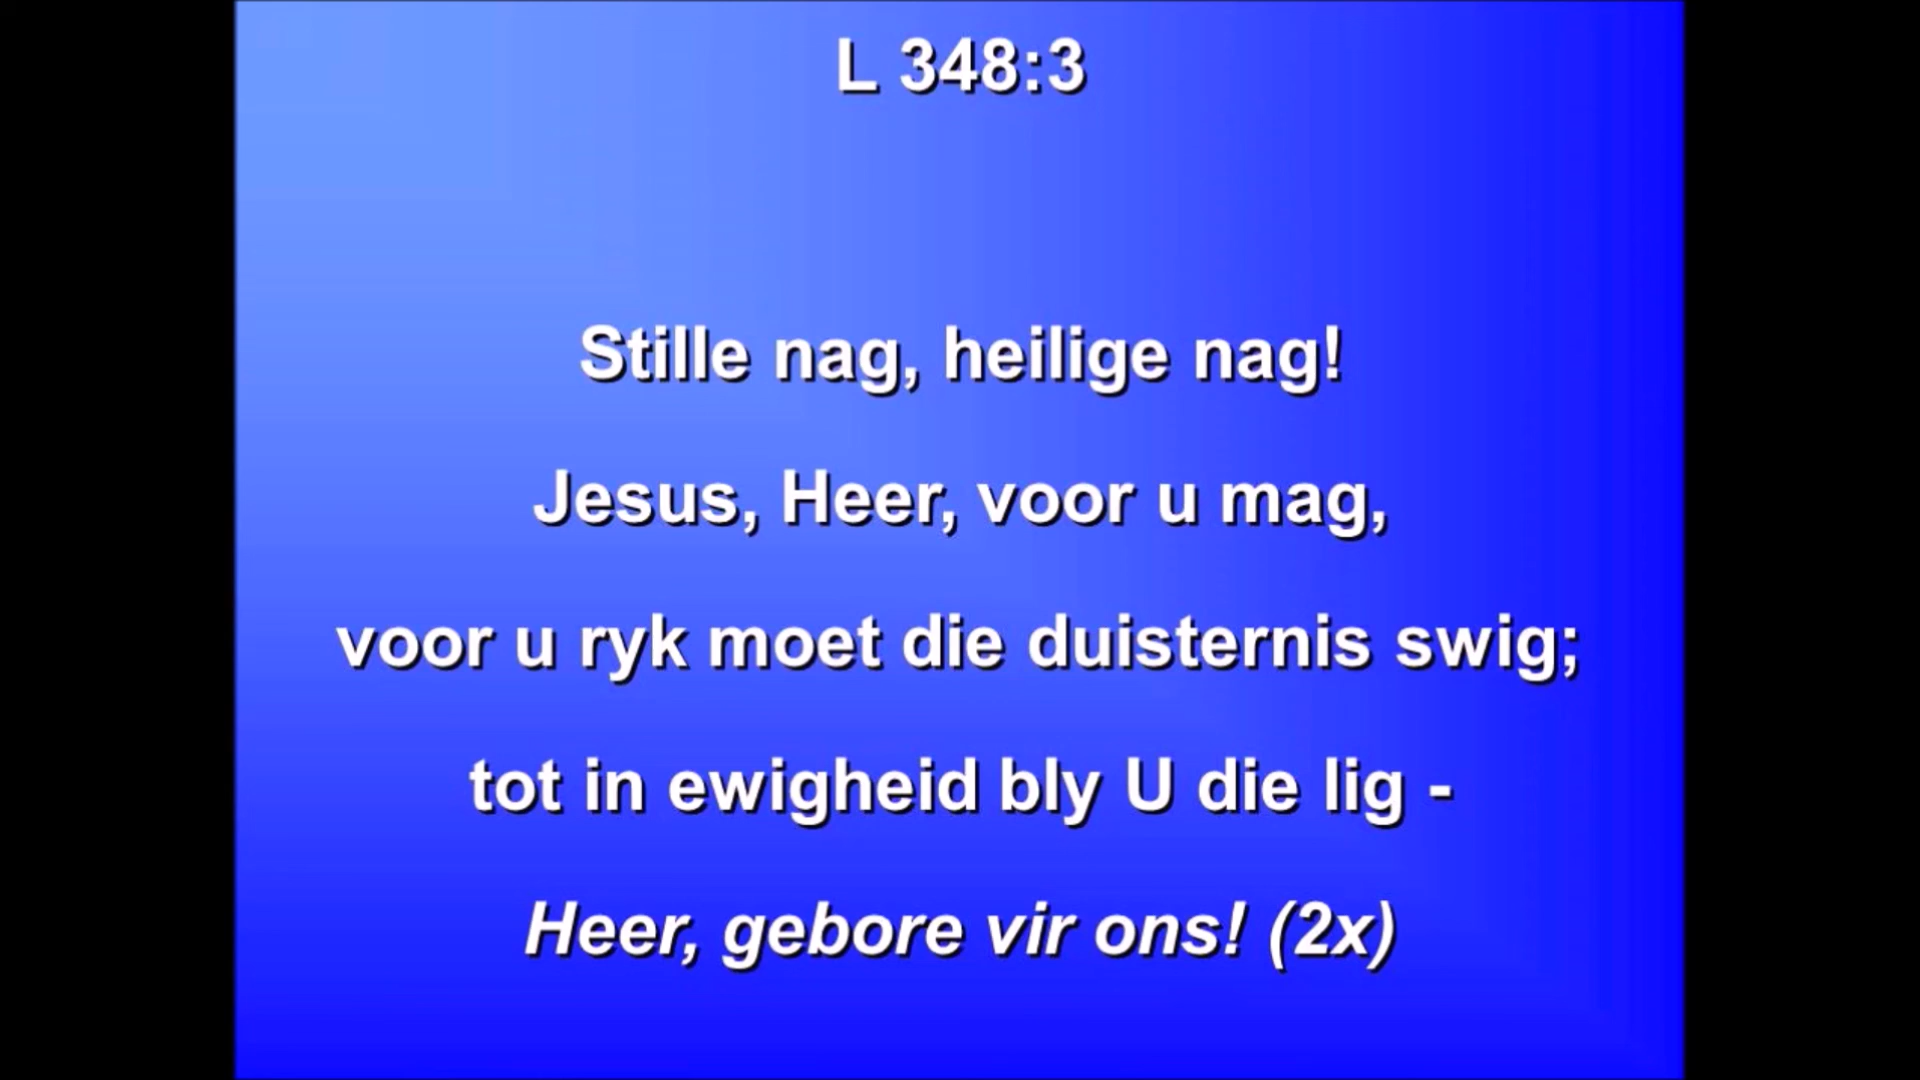 L 348:3
Stille nag, heilige nag!
Jesus, Heer, voor u mag,
voor u ryk moet die duisternis swig;
tot in ewigheid bly U die lig -
Heer, gebore vir ons! (2x)